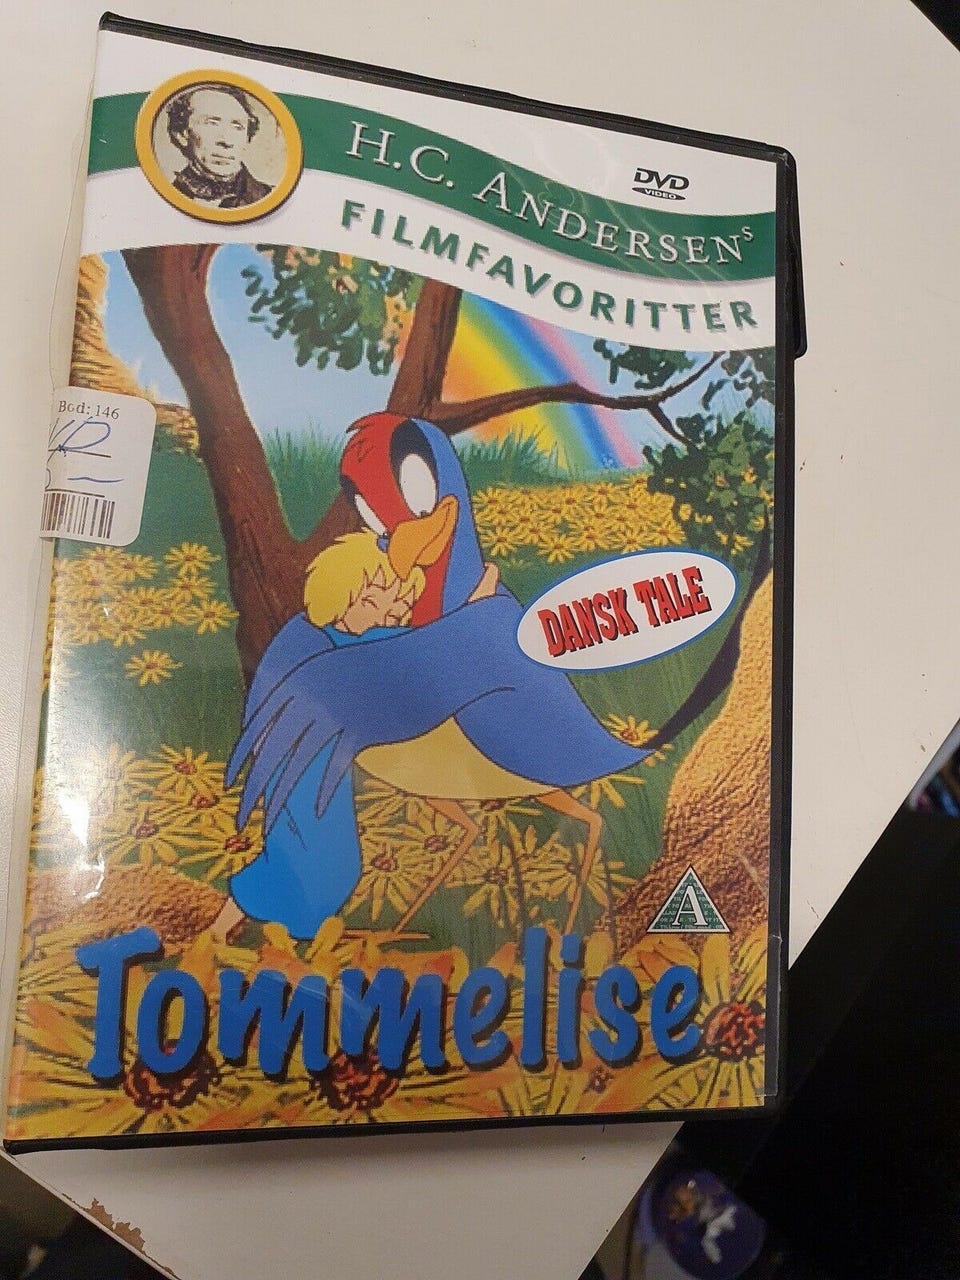 H.C. ANDERSENS
DVD
VIDEO
FILMFAVORITTER
Bod: 146
DANSK TALE
A
Tommelise